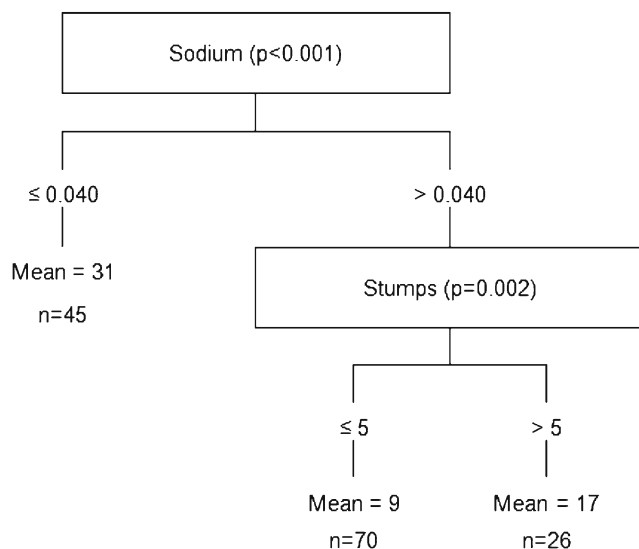 Sodium (p<0.001)
≤ 0.040
> 0.040
Mean = 31
n=45
Stumps (p=0.002)
≤ 5
> 5
Mean = 9
n=70
Mean = 17
n=26